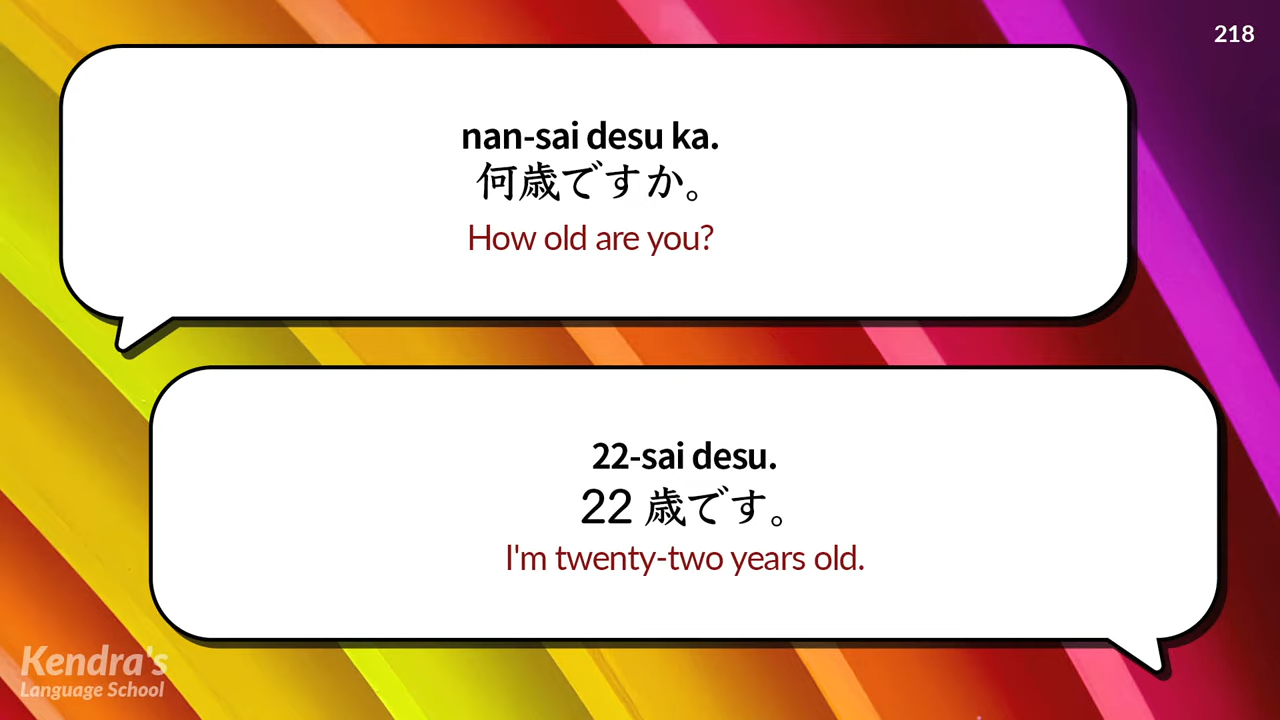 218
nan-sai desu ka.
何歳ですか。
How old are you?
22-sai desu.
22 歳です。
I'm twenty-two years old.
Kendra's
Language School